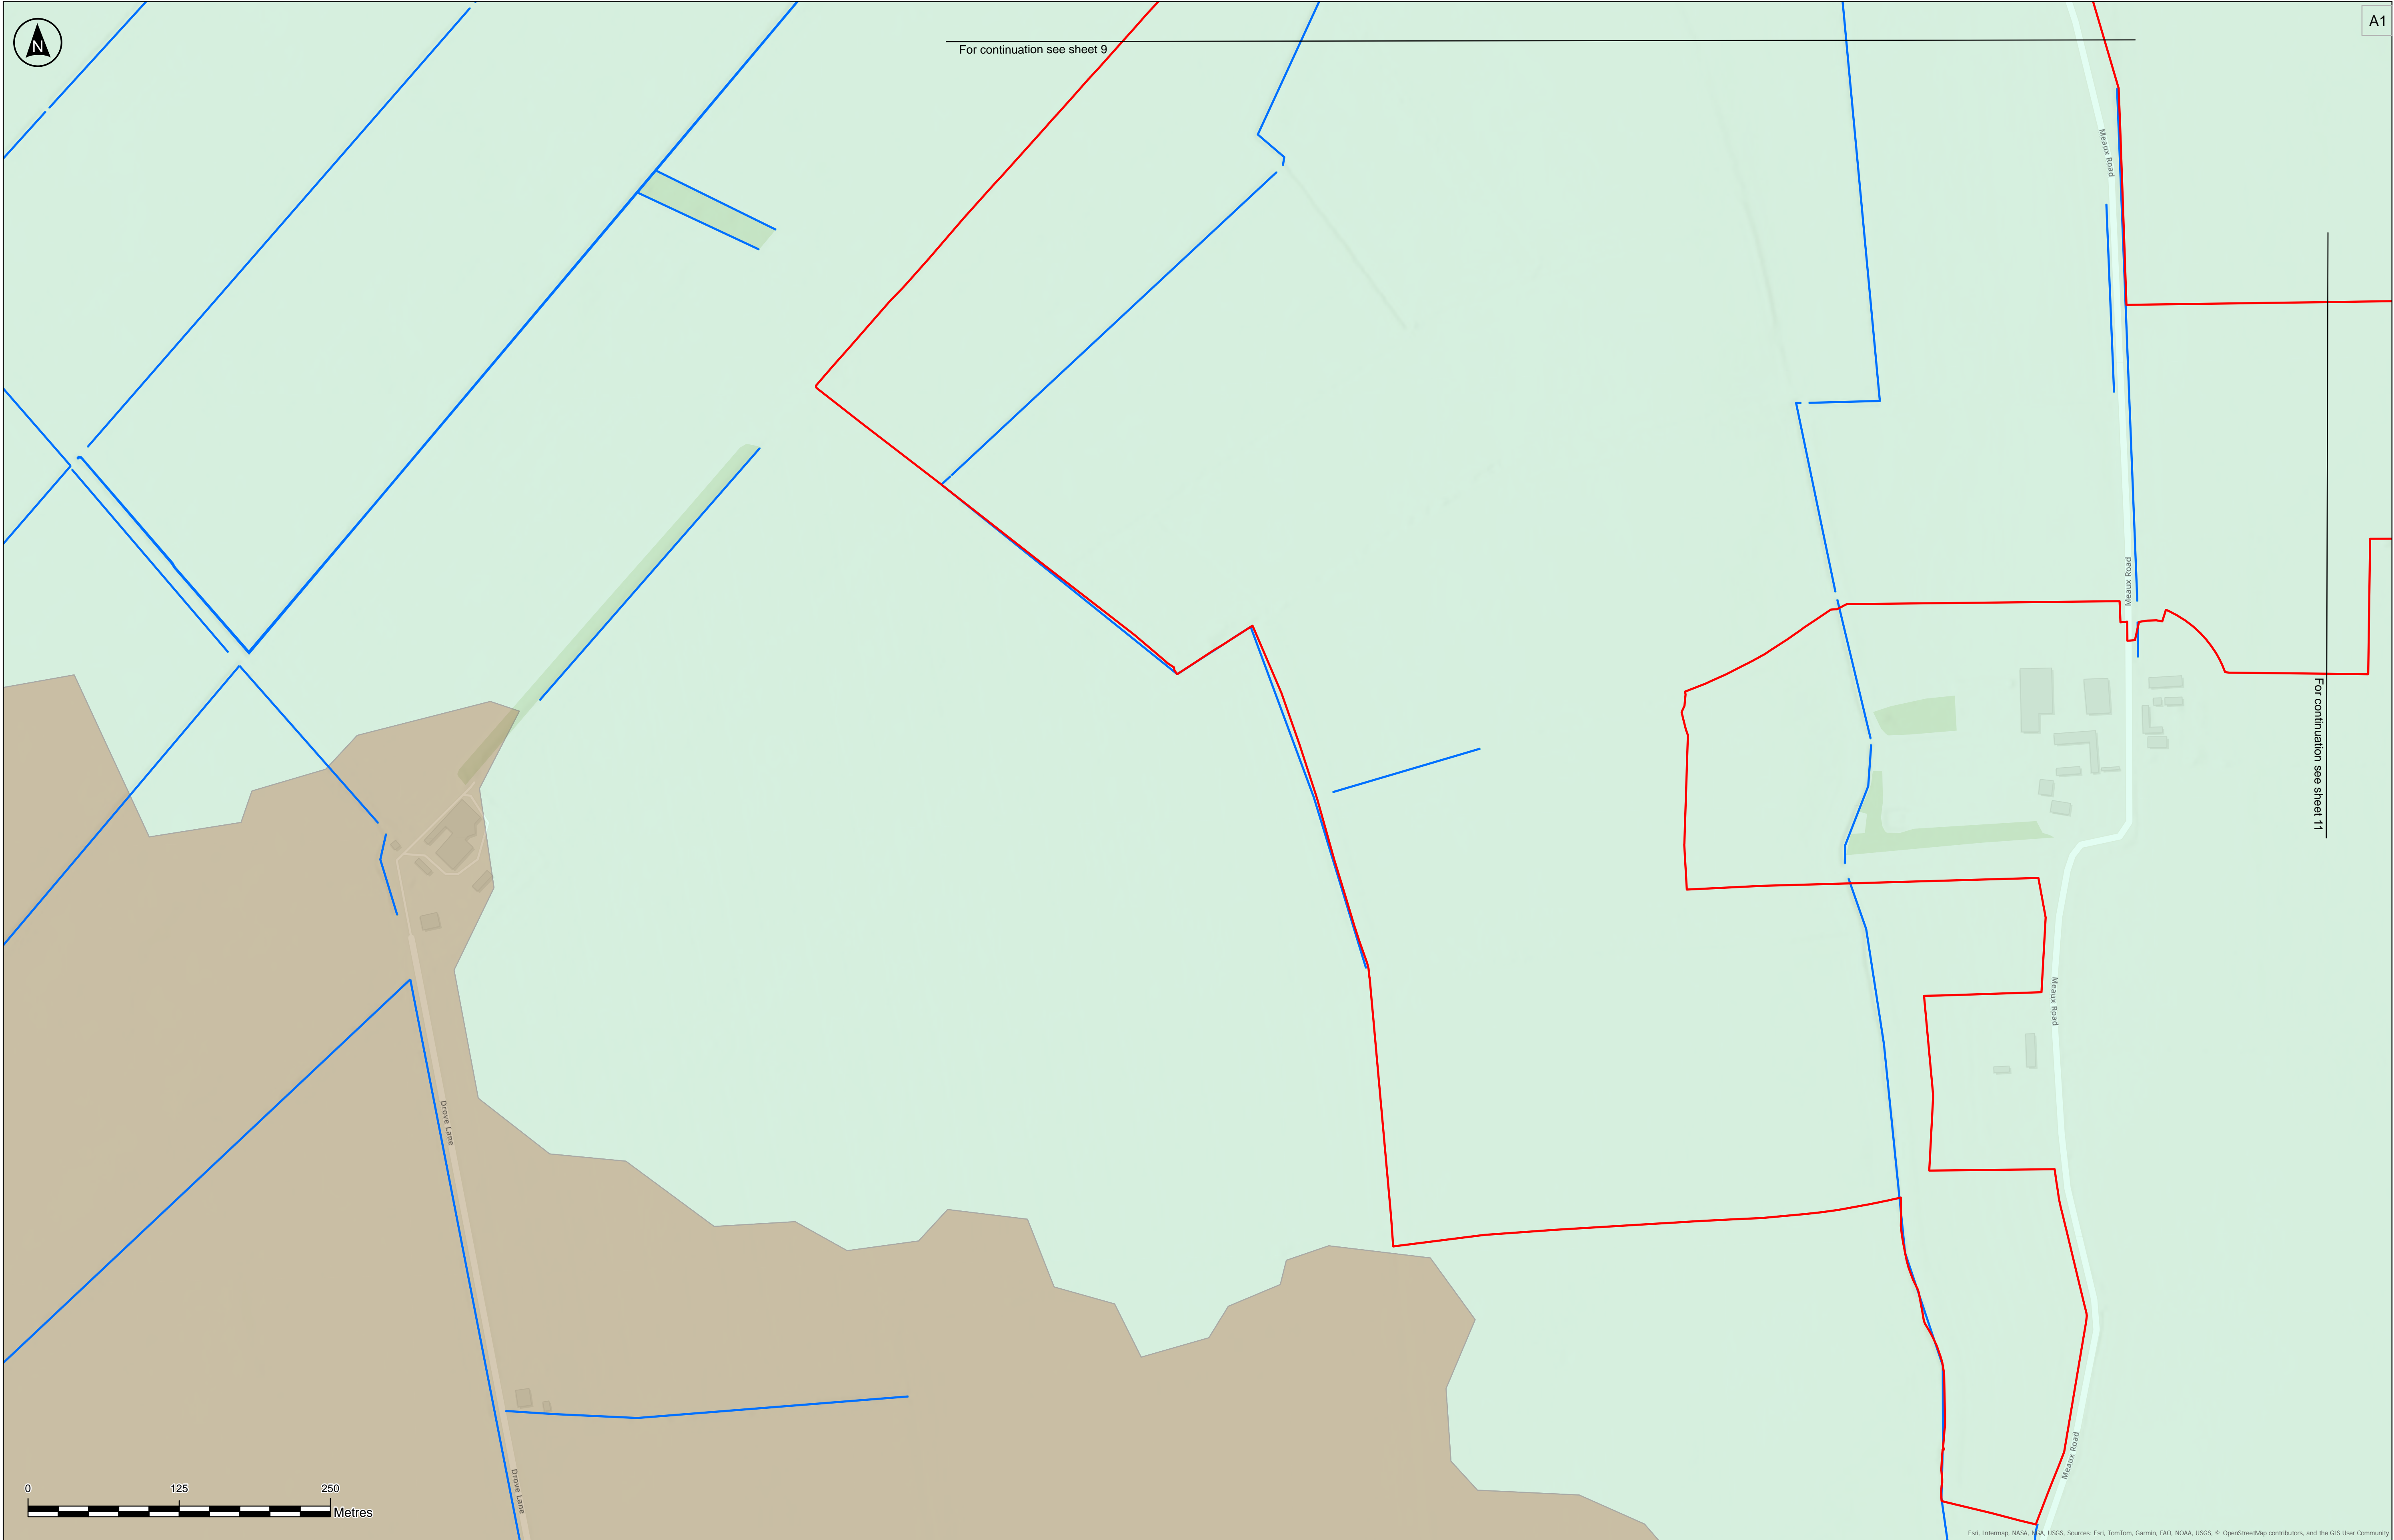 A1
N
For continuation see sheet 9
Meaux Road
Meaux Road
For continuation see sheet 11
Meaux Road
Drove Lane
Meaux Road
Drove Lane
0 125 250
Metres
Esri, Intermap, NASA, NGA, USGS, Sources: Esri, TomTom, Garmin, FAO, NOAA, USGS, © OpenStreetMap contributors, and the GIS User Community